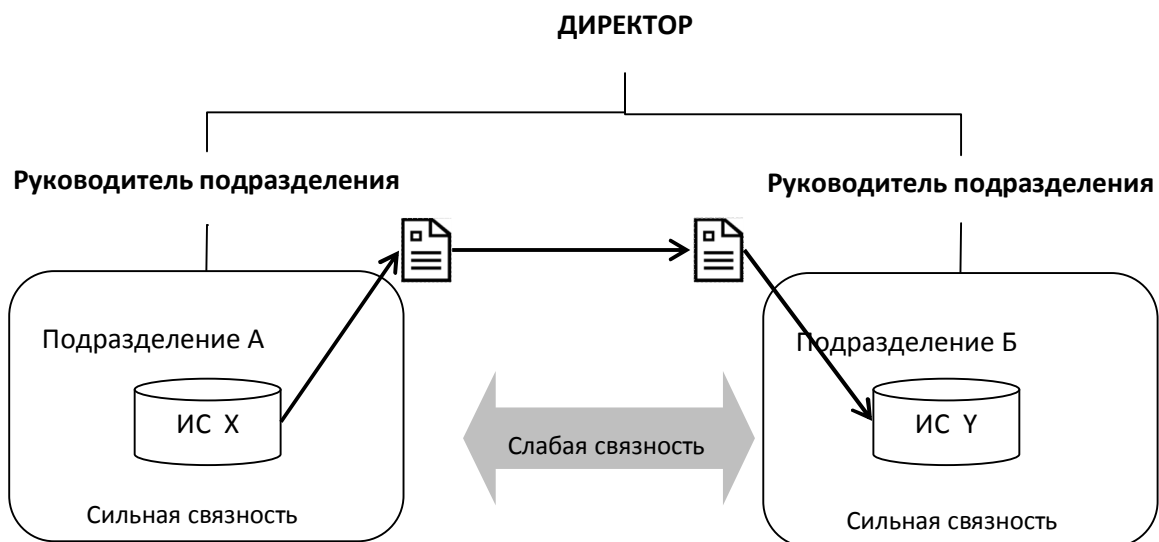 ДИРЕКТОР
Руководитель подразделения
Руководитель подразделения
Подразделение А
Подразделение Б
ИС X
Слабая связность
ИС Y
Сильная связность
Сильная связность